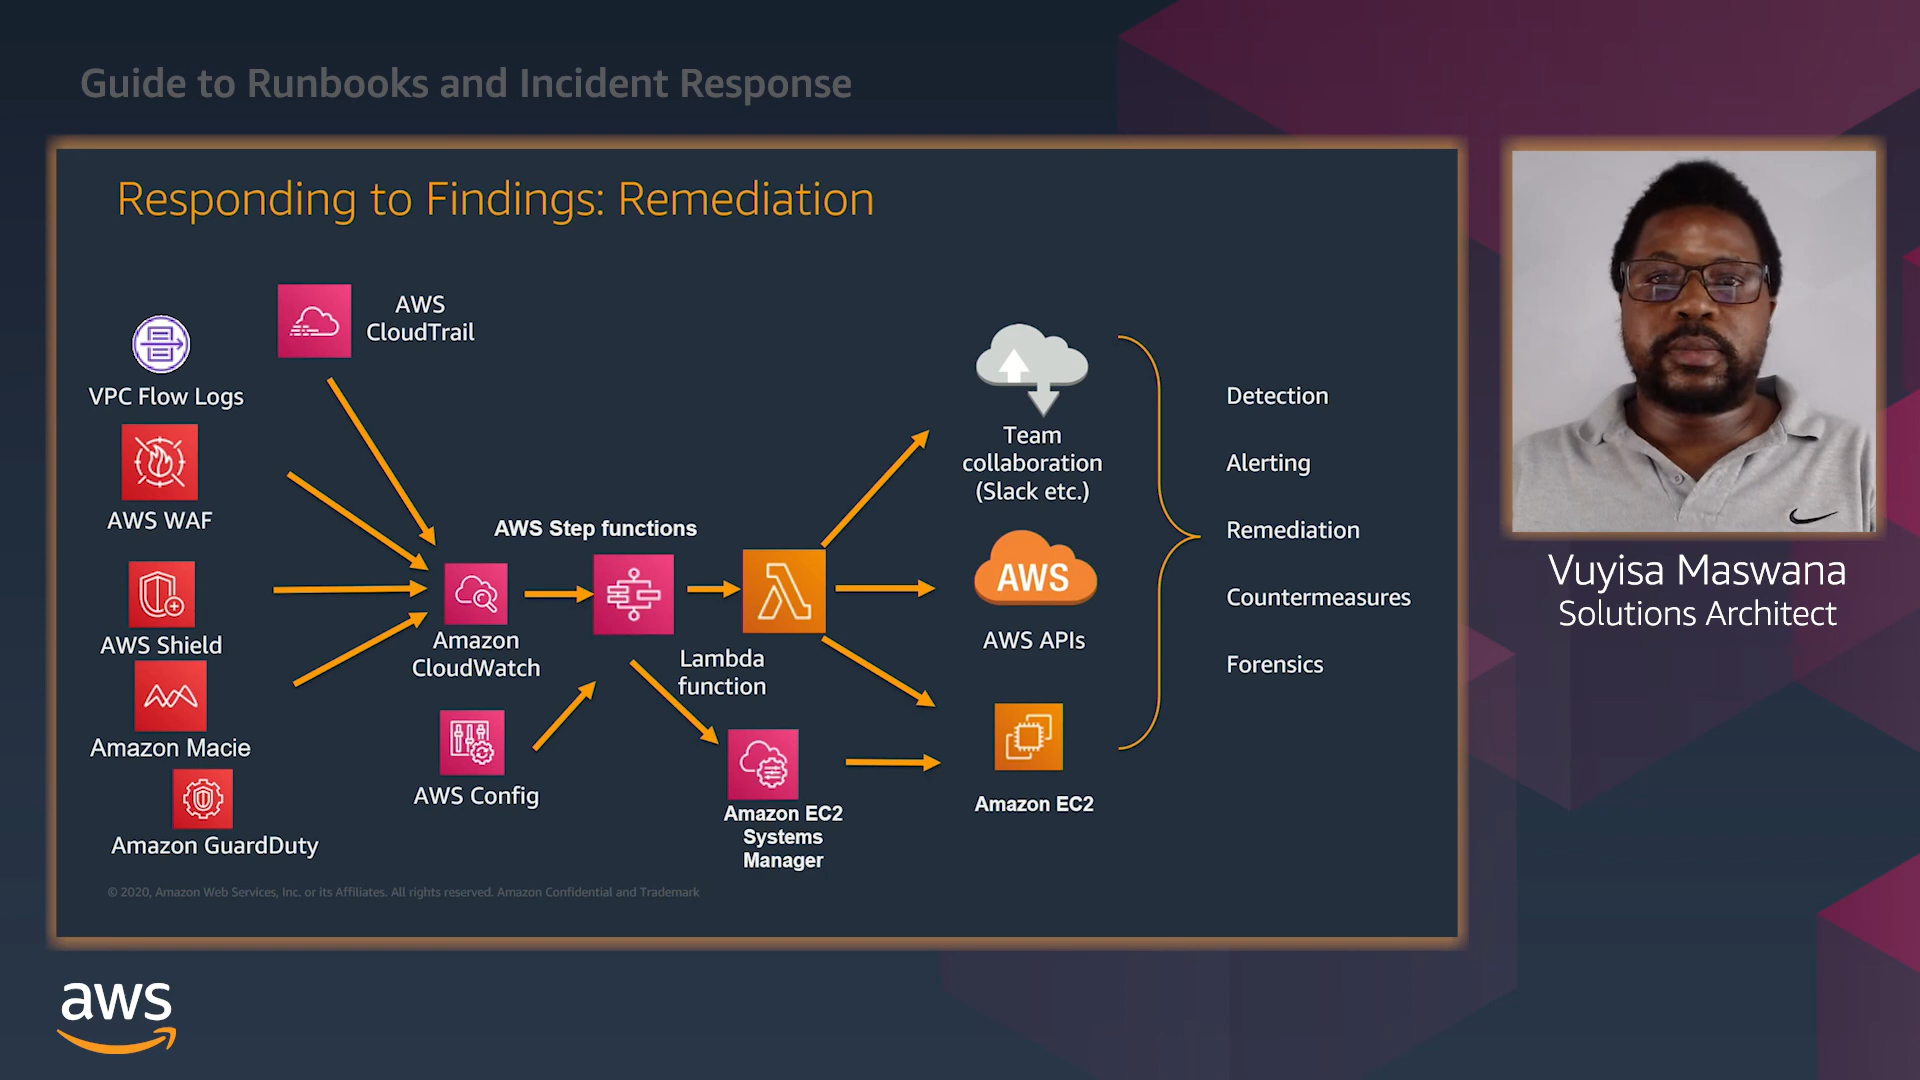 Guide to Runbooks and Incident Response
Responding to Findings: Remediation
AWS
CloudTrail
VPC Flow Logs
AWS WAF
AWS Shield
Amazon Macie
Amazon GuardDuty
AWS Step functions
Amazon
CloudWatch
Lambda
function
AWS Config
Amazon EC2
Systems
Manager
Team
collaboration
(Slack etc.)
AWS
AWS APIs
Amazon EC2
Detection
Alerting
Remediation
Countermeasures
Forensics
© 2020, Amazon Web Services, Inc. or its Affiliates. All rights reserved. Amazon Confidential and Trademark
Vuyisa Maswana
Solutions Architect
aws